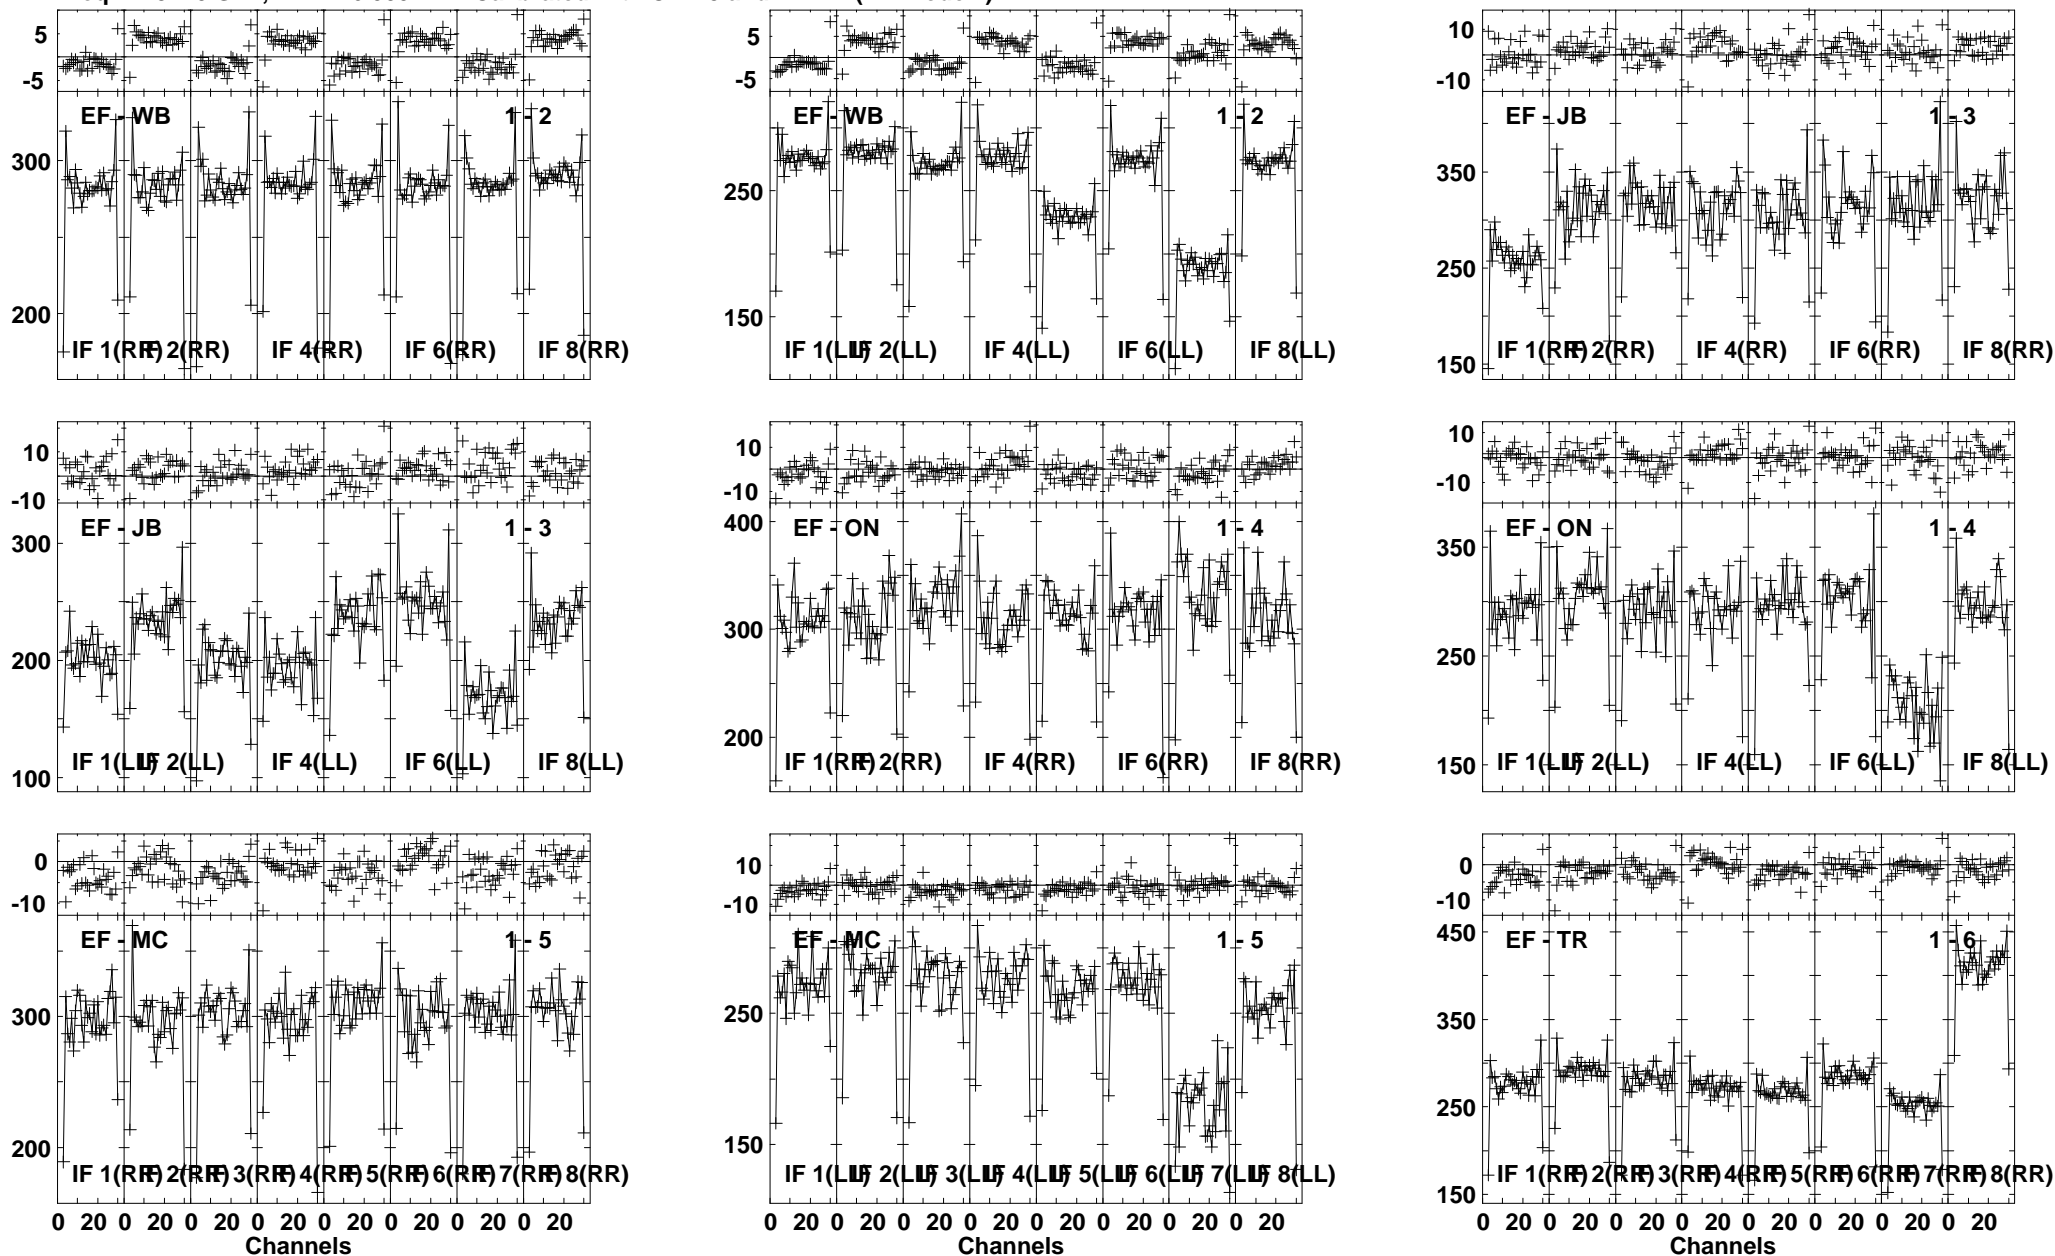 5 5 10
-5 -5 -10
EF - WB 1 - 2 EF - WB 1 - 2 EF - JB 1 - 3
300 250 350
250
200 150 150
IF 1(RR) IF 2(RR) IF 4(RR) IF 6(RR) IF 8(RR) IF 1(LL) IF 2(LL) IF 4(LL) IF 6(LL) IF 8(LL) IF 1(RR) IF 2(RR) IF 4(RR) IF 6(RR) IF 8(RR)
10 10 10
-10 -10 -10
EF - JB 1 - 3 EF - ON 1 - 4 EF - ON 1 - 4
300 400 350
200 300 250
100 200 150
IF 1(LL) IF 2(LL) IF 4(LL) IF 6(LL) IF 8(LL) IF 1(RR) IF 2(RR) IF 4(RR) IF 6(RR) IF 8(RR) IF 1(LL) IF 2(LL) IF 4(LL) IF 6(LL) IF 8(LL)
0 10 0
-10 -10 -10
EF - MC 1 - 5 EF - MC 1 - 5 EF - TR 1 - 6
450
300 250 350
250
200 150 150
IF 1(RR) IF 2(RR) IF 3(RR) IF 4(RR) IF 5(RR) IF 6(RR) IF 7(RR) IF 8(RR) IF 1(LL) IF 2(LL) IF 3(LL) IF 4(LL) IF 5(LL) IF 6(LL) IF 7(LL) IF 8(LL) IF 1(RR) IF 2(RR) IF 3(RR) IF 4(RR) IF 5(RR) IF 6(RR) IF 7(RR) IF 8(RR)
0 20 0 20 0 20 0 20 0 20 0 20 0 20 0 20 0 20 0 20 0 20 0 20 0 20 0 20 0 20 0 20 0 20 0 20 0 20 0 20 0 20 0 20 0 20 0 20
Channels Channels Channels